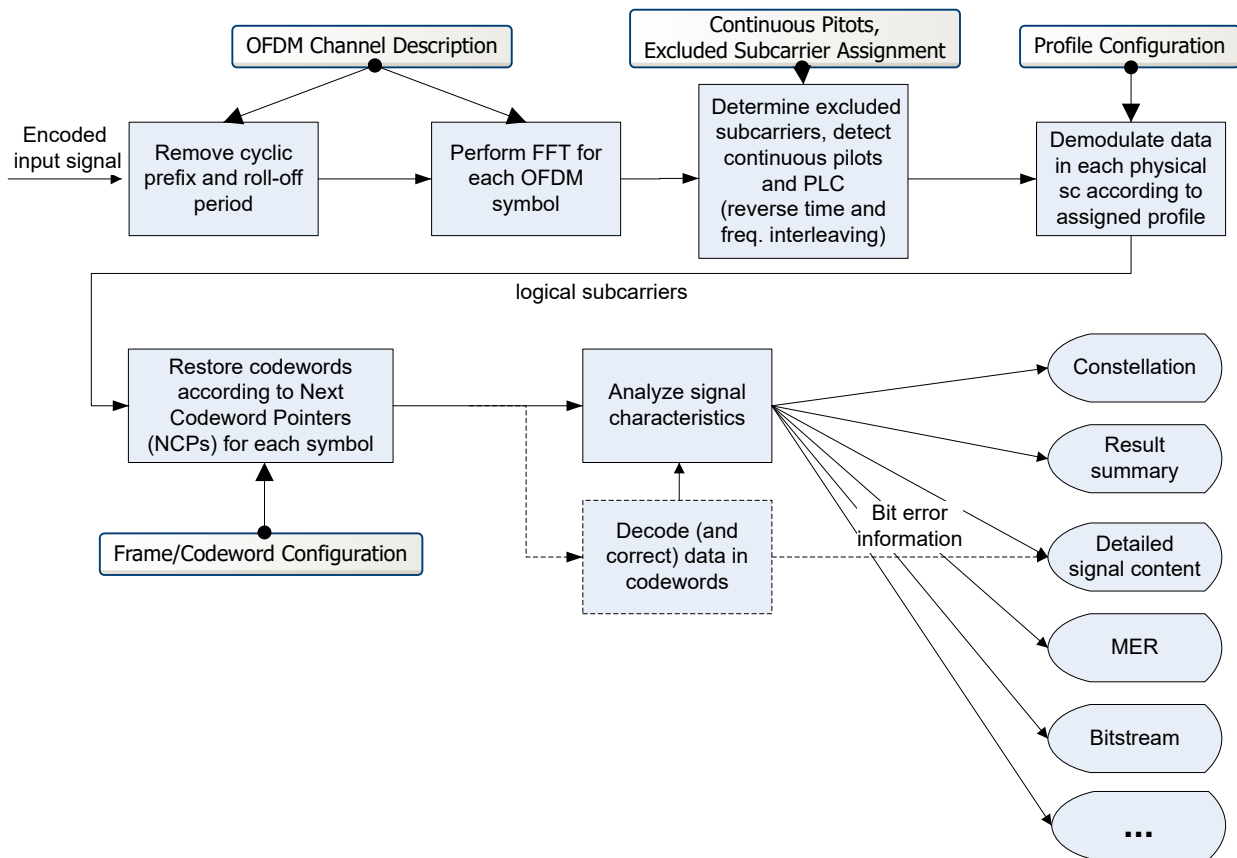 OFDM Channel Description
Continuous Pitots,
Excluded Subcarrier Assignment
Profile Configuration
Encoded
input signal
Remove cyclic
prefix and roll-off
period
Perform FFT for
each OFDM
symbol
Determine excluded
subcarriers, detect
continuous pilots
and PLC
(reverse time and
freq. interleaving)
Demodulate data
in each physical
sc according to
assigned profile
logical subcarriers
Restore codewords
according to Next
Codeword Pointers
(NCPs) for each symbol
Analyze signal
characteristics
Constellation
Result
summary
Frame/Codeword Configuration
Decode (and
correct) data in
codewords
Bit error
information
Detailed
signal content
MER
Bitstream
...